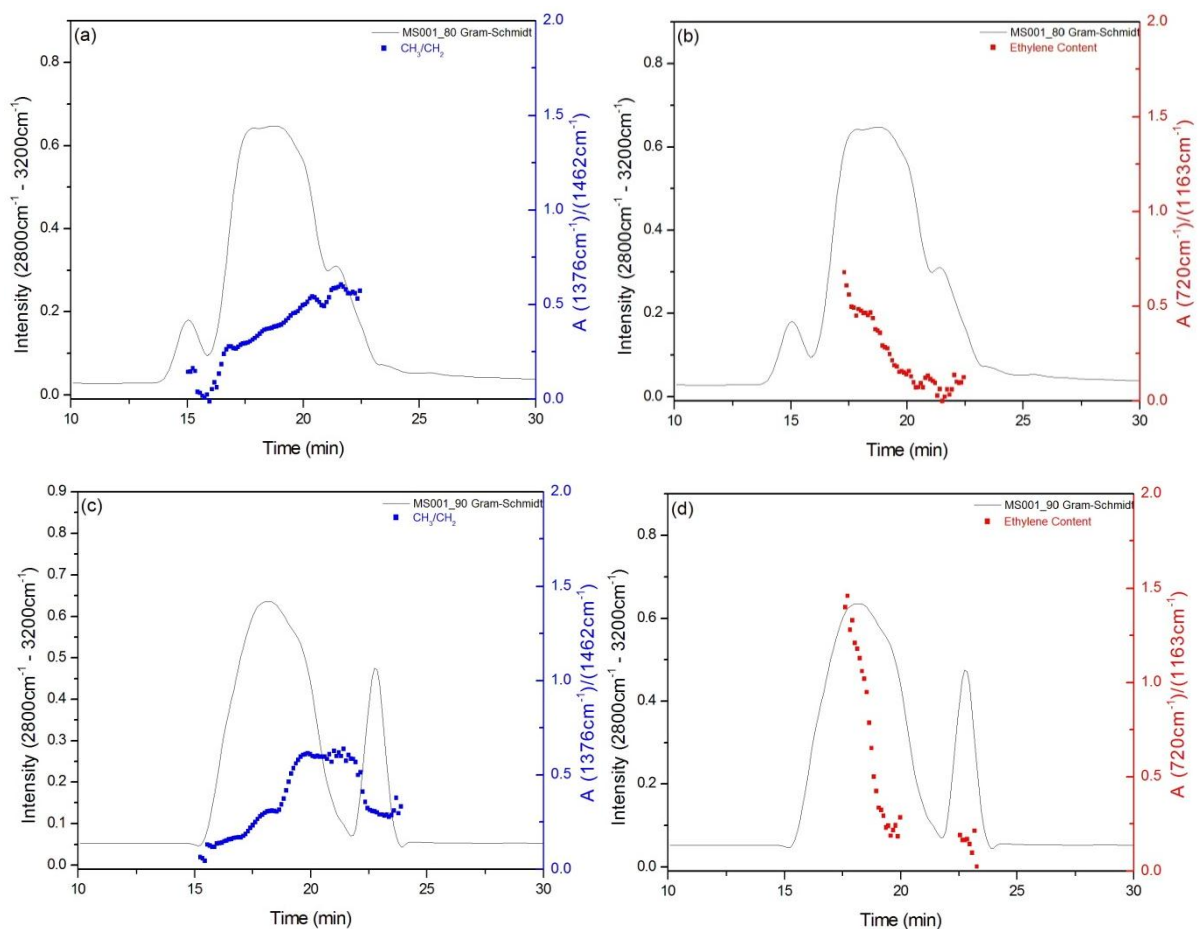 (a)
MS001_80 Gram-Schmidt
CH₃/CH₂
Intensity (2800cm⁻¹ - 3200cm⁻¹)
0.8
0.6
0.4
0.2
0.0
2.0
1.5
1.0
0.5
0.0
A (1376cm⁻¹)/(1462cm⁻¹)
10 15 20 25 30
Time (min)
(b)
MS001_80 Gram-Schmidt
Ethylene Content
Intensity (2800cm⁻¹ - 3200cm⁻¹)
0.8
0.6
0.4
0.2
0.0
2.0
1.5
1.0
0.5
0.0
A (720cm⁻¹)/(1163cm⁻¹)
10 15 20 25 30
Time (min)
(c)
MS001_90 Gram-Schmidt
CH₃/CH₂
Intensity (2800cm⁻¹ - 3200cm⁻¹)
0.9
0.8
0.7
0.6
0.5
0.4
0.3
0.2
0.1
0.0
2.0
1.5
1.0
0.5
0.0
A (1376cm⁻¹)/(1462cm⁻¹)
10 15 20 25 30
Time (min)
(d)
MS001_90 Gram-Schmidt
Ethylene Content
Intensity (2800cm⁻¹ - 3200cm⁻¹)
0.8
0.6
0.4
0.2
0.0
2.0
1.5
1.0
0.5
0.0
A (720cm⁻¹)/(1163cm⁻¹)
10 15 20 25 30
Time (min)